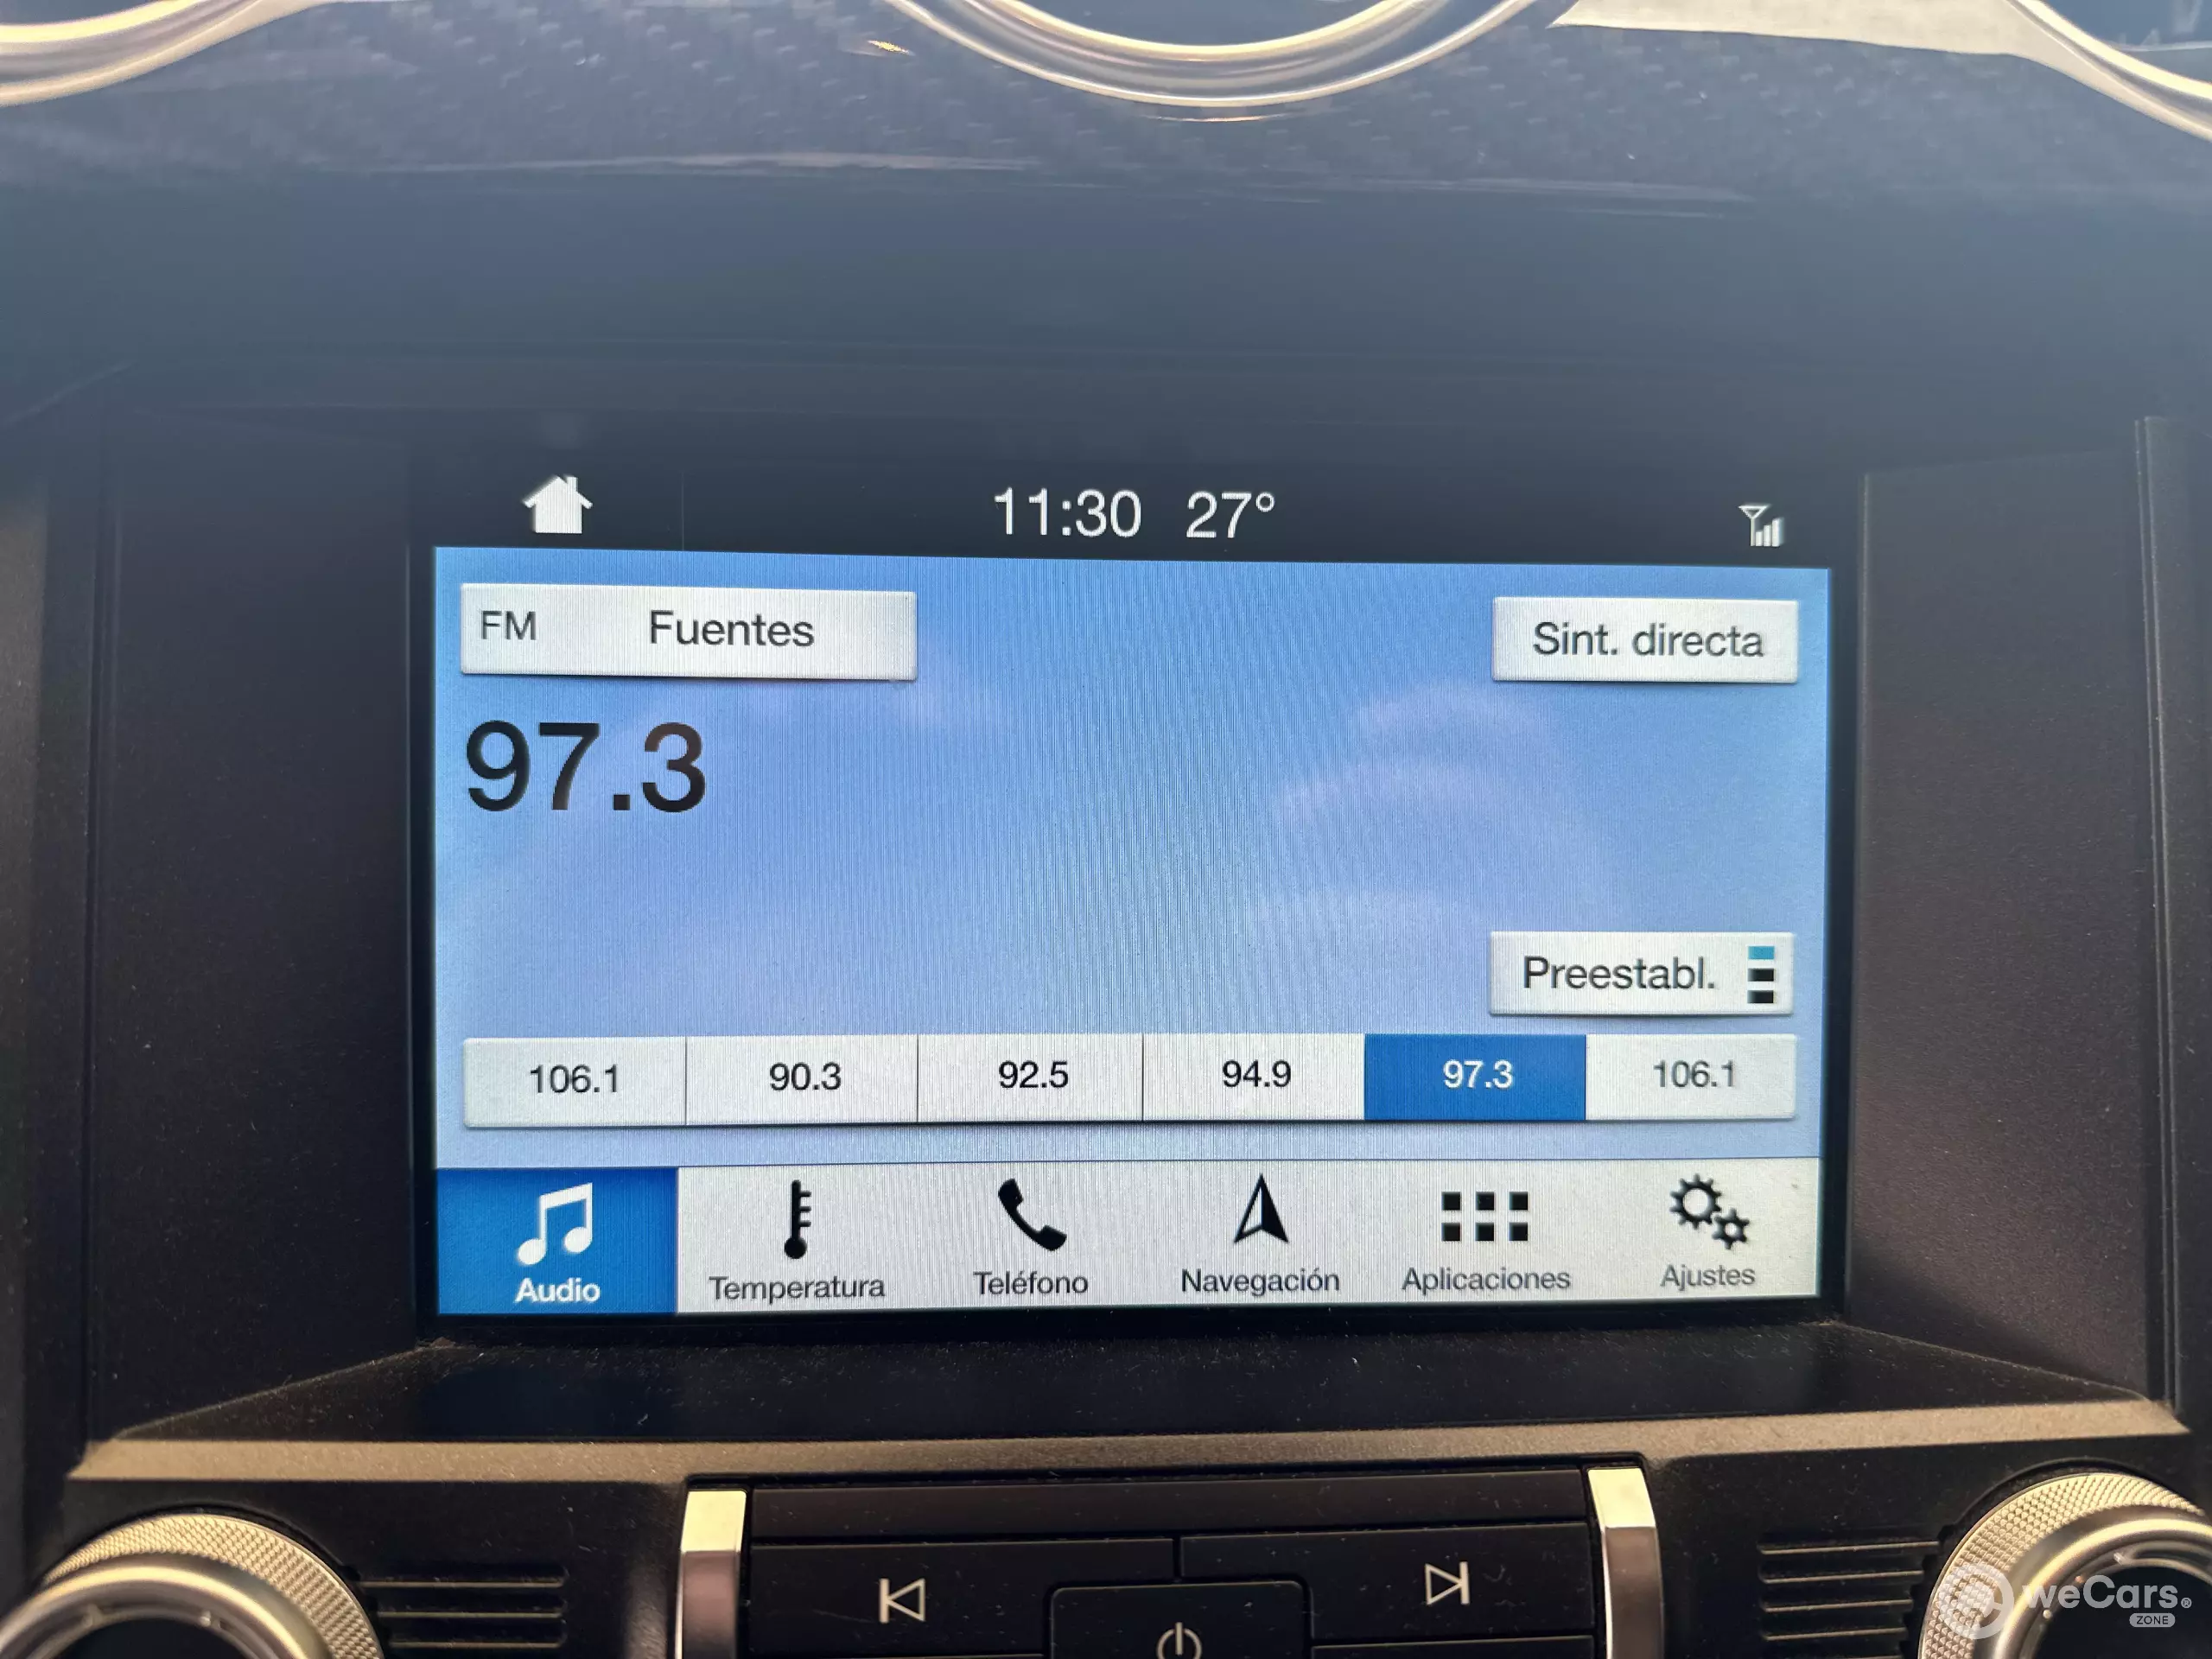 11:30 27°
FM Fuentes
Sint. directa
97.3
Preestabl.
106.1 90.3 92.5 94.9 97.3 106.1
Audio Temperatura Teléfono Navegación Aplicaciones Ajustes
weCars®
ZONE